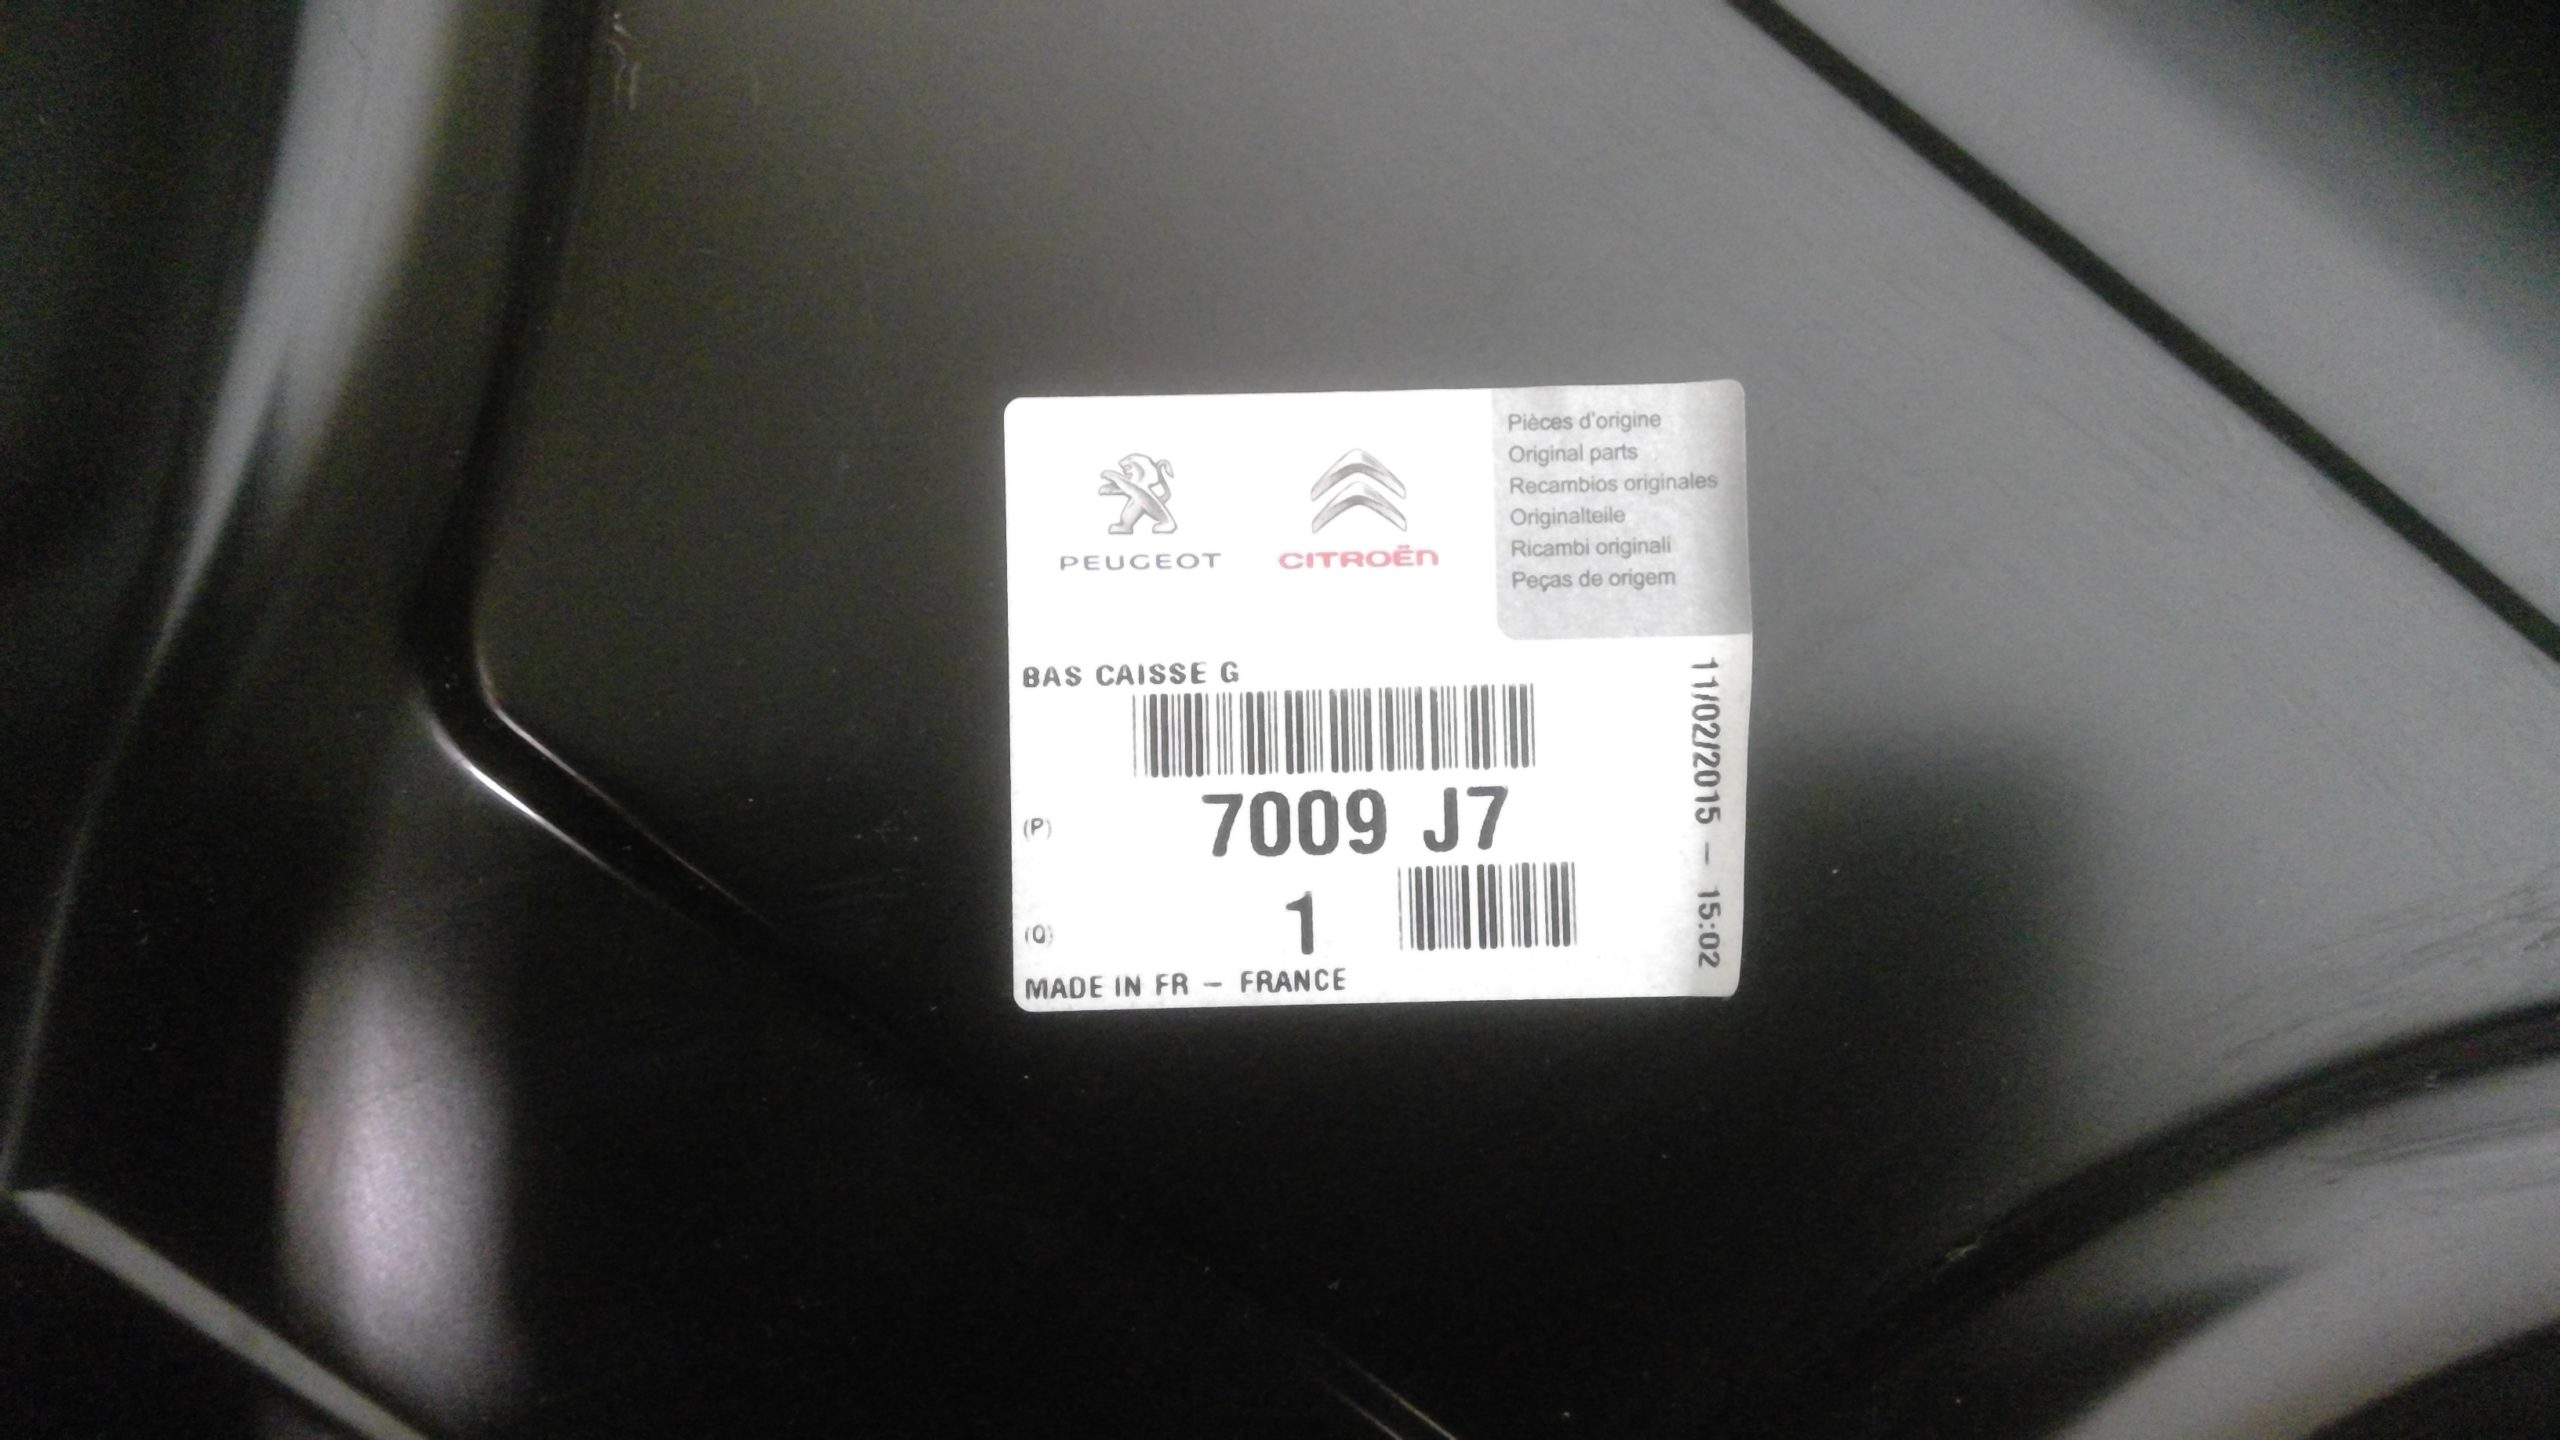 PEUGEOT
CITROËN
Pièces d'origine
Original parts
Recambios originales
Originalteile
Ricambi originali
Peças de origem
BAS CAISSE G
(P) 7009 J7
(Q) 1
MADE IN FR - FRANCE
11/02/2015 - 15:02